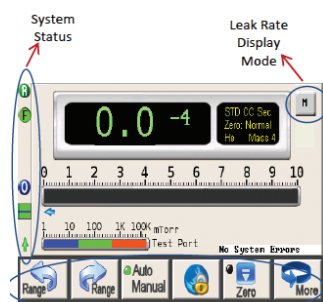 System
Status
Leak Rate
Display
Mode
R
F
0.0 -4
STD CC Sec
Zero: Normal
He Mass 4
M
0 1 2 3 4 5 6 7 8 9 10
O
1 10 100 1K 100K mTorr
Test Port
No System Errors
Range
Range
Auto
Manual
Zero
More